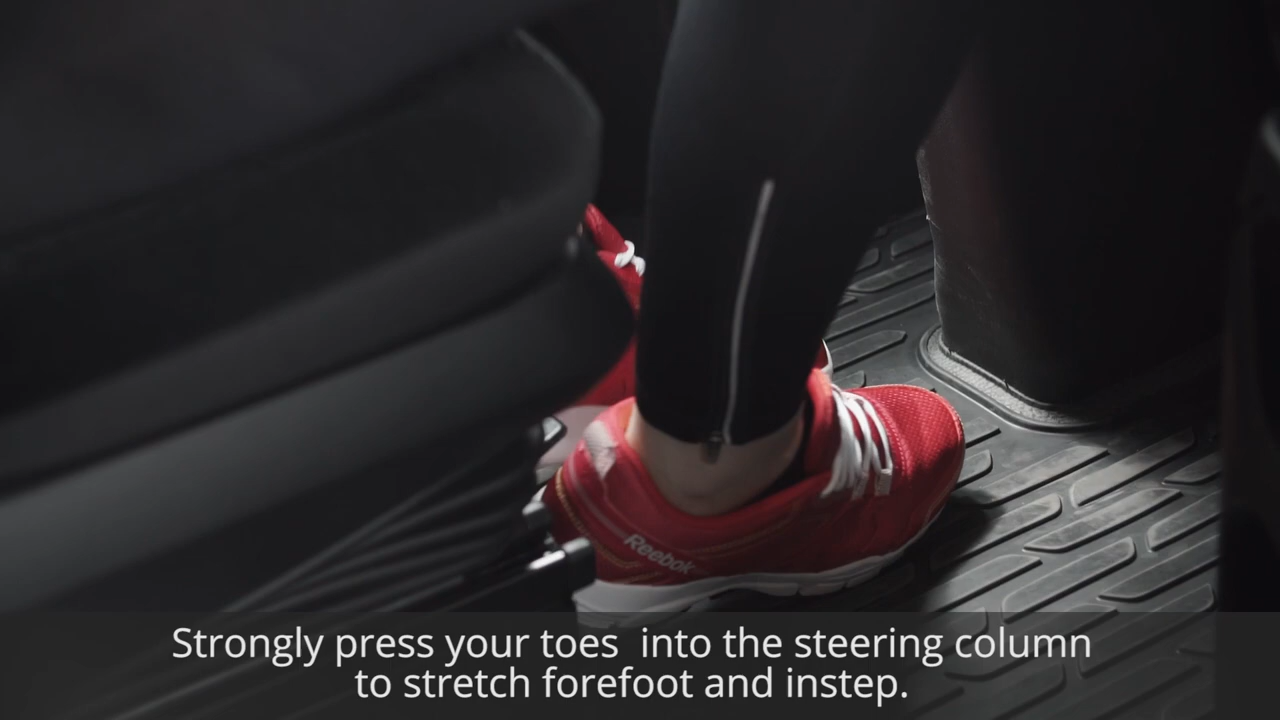 Reebok
Strongly press your toes  into the steering column
to stretch forefoot and instep.